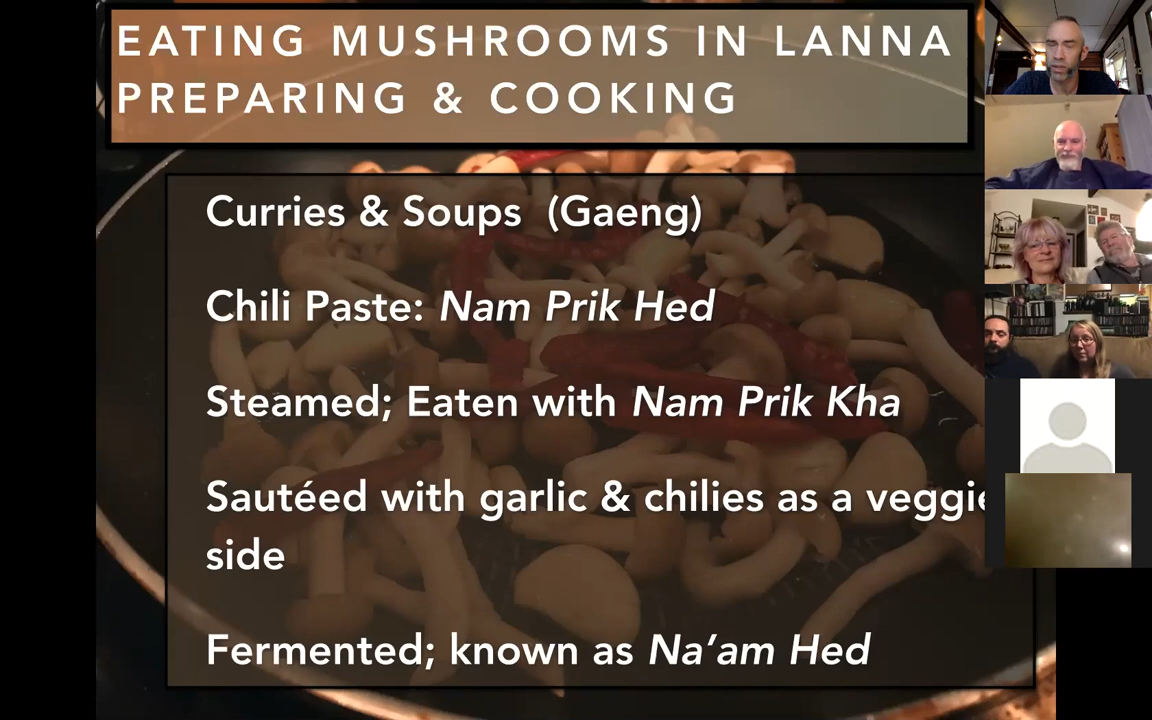 EATING MUSHROOMS IN LANNA
PREPARING & COOKING
Curries & Soups (Gaeng)
Chili Paste: Nam Prik Hed
Steamed; Eaten with Nam Prik Kha
Sautéed with garlic & chilies as a veggie
side
Fermented; known as Na’am Hed